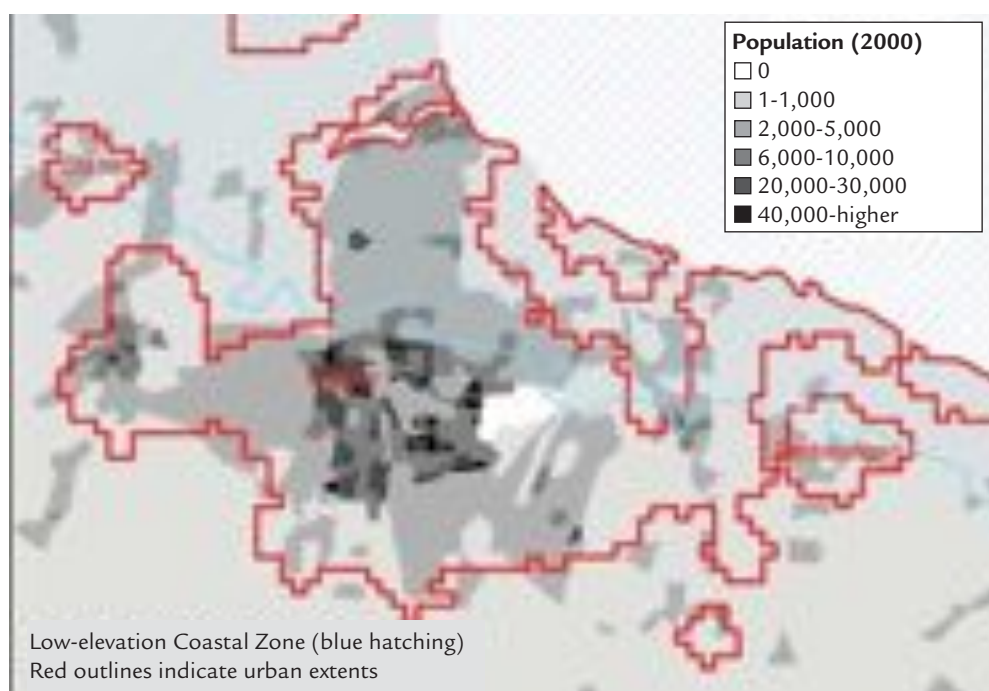 Population (2000)
0
1-1,000
2,000-5,000
6,000-10,000
20,000-30,000
40,000-higher
Low-elevation Coastal Zone (blue hatching)
Red outlines indicate urban extents